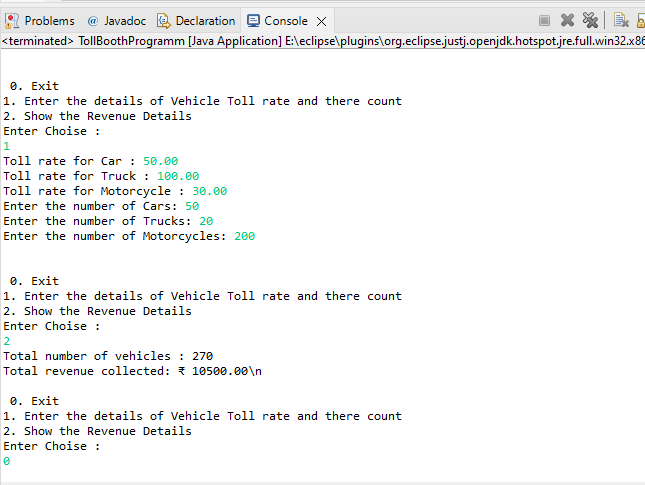 Problems @ Javadoc Declaration Console
<terminated> TollBoothProgramm [Java Application] E:\eclipse\plugins\org.eclipse.justj.openjdk.hotspot.jre.full.win32.x86
0. Exit
1. Enter the details of Vehicle Toll rate and there count
2. Show the Revenue Details
Enter Choise :
1
Toll rate for Car : 50.00
Toll rate for Truck : 100.00
Toll rate for Motorcycle : 30.00
Enter the number of Cars: 50
Enter the number of Trucks: 20
Enter the number of Motorcycles: 200
0. Exit
1. Enter the details of Vehicle Toll rate and there count
2. Show the Revenue Details
Enter Choise :
2
Total number of vehicles : 270
Total revenue collected: ₹ 10500.00\n
0. Exit
1. Enter the details of Vehicle Toll rate and there count
2. Show the Revenue Details
Enter Choise :
0